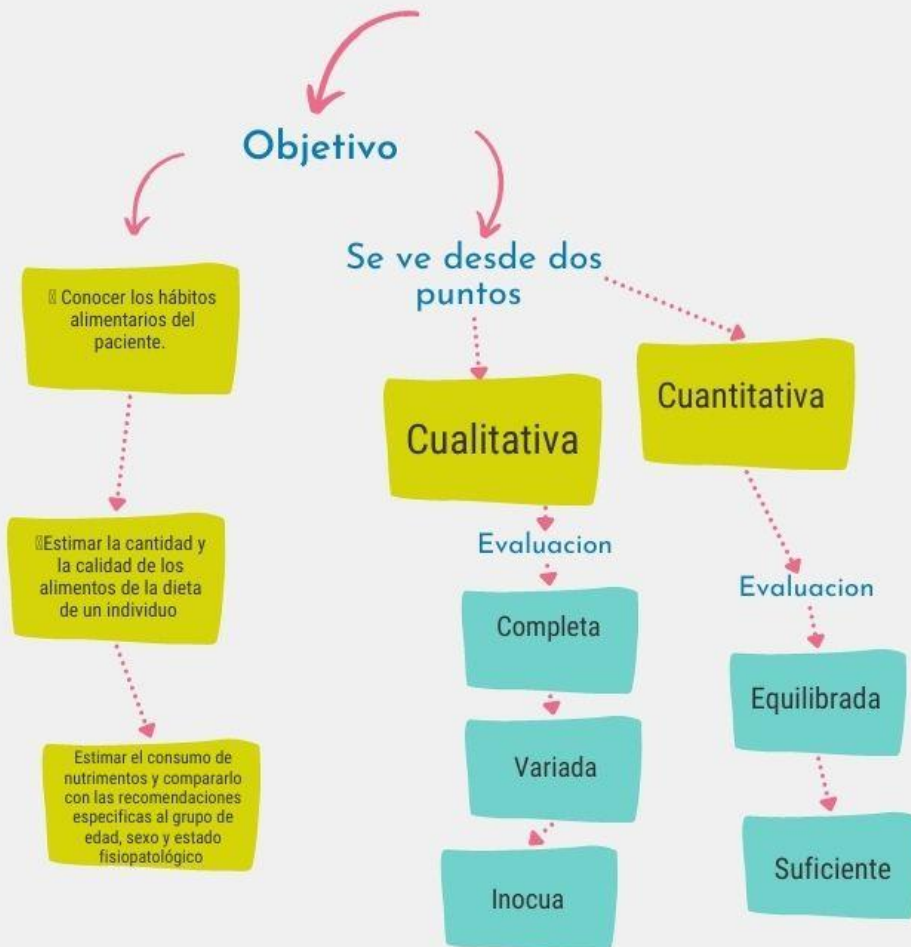 Objetivo
Conocer los hábitos
alimentarios del
paciente.
Estimar la cantidad y
la calidad de los
alimentos de la dieta
de un individuo
Estimar el consumo de
nutrimentos y compararlo
con las recomendaciones
especificas al grupo de
edad, sexo y estado
fisiopatológico
Se ve desde dos
puntos
Cualitativa
Evaluacion
Completa
Variada
Inocua
Cuantitativa
Evaluacion
Equilibrada
Suficiente